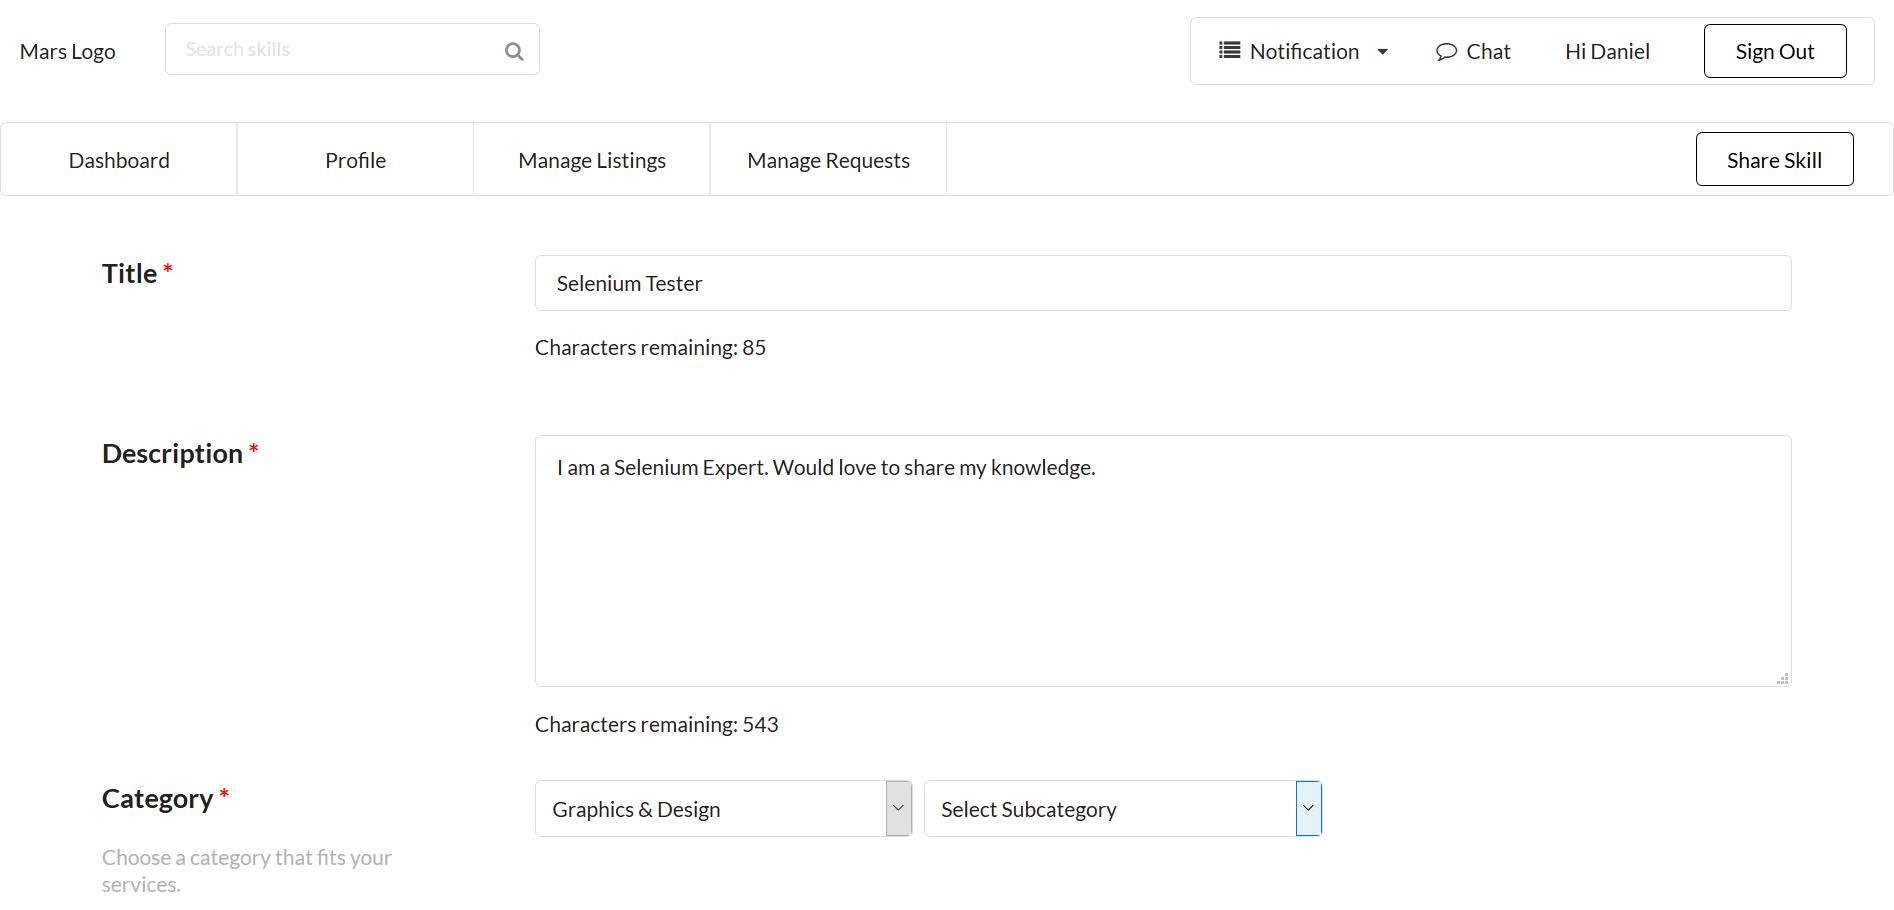 Mars Logo
Search skills
Notification
Chat
Hi Daniel
Sign Out
Dashboard
Profile
Manage Listings
Manage Requests
Share Skill
Title *
Selenium Tester
Characters remaining: 85
Description *
I am a Selenium Expert. Would love to share my knowledge.
Characters remaining: 543
Category *
Graphics & Design
Select Subcategory
Choose a category that fits your
services.